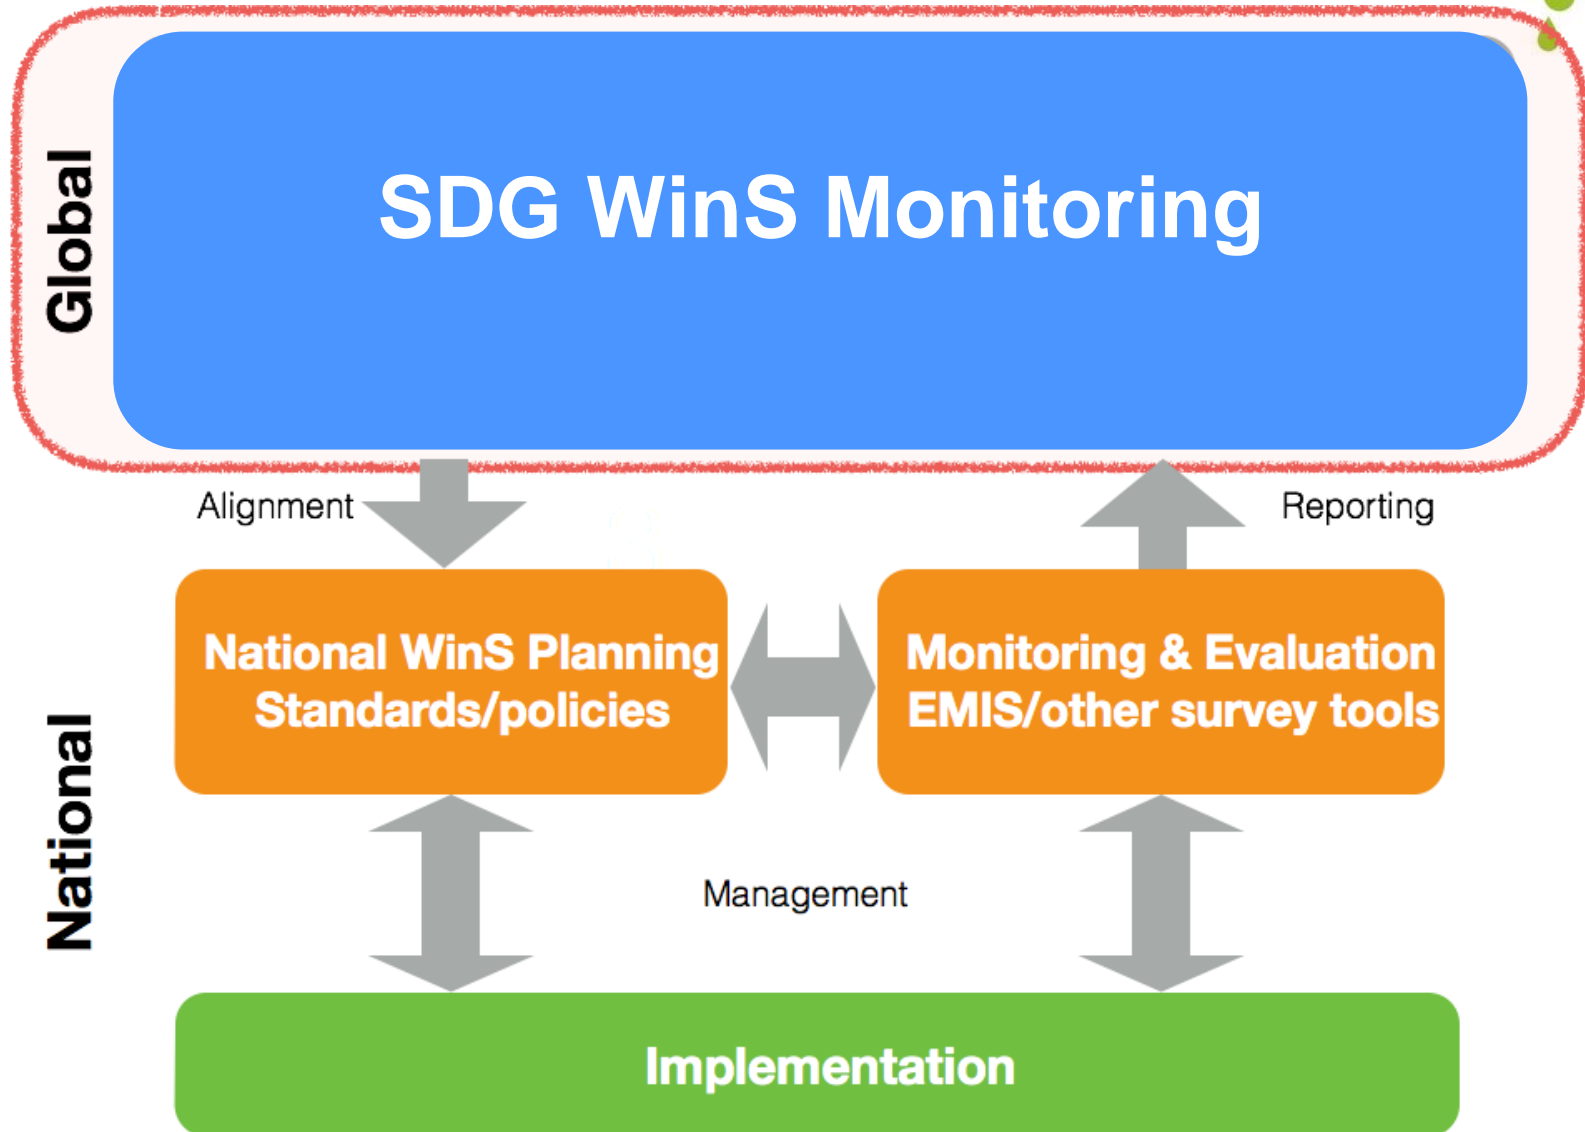 Global
SDG WinS Monitoring
Alignment
Reporting
National
National WinS Planning
Standards/policies
Monitoring & Evaluation
EMIS/other survey tools
Management
Implementation